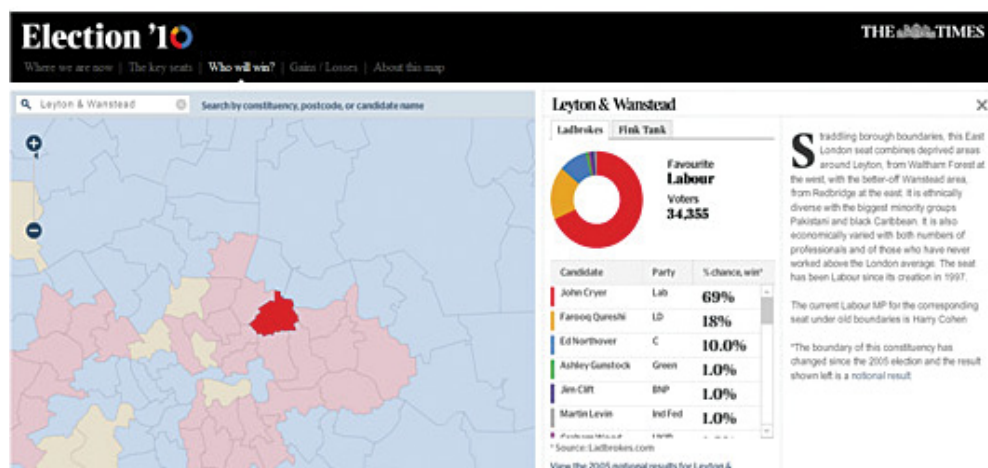 Election '10
THE TIMES
Where we are now | The key seats | Who will win? | Gains / Losses | About this map
Leyton & Wanstead
Search by constituency, postcode, or candidate name
Leyton & Wanstead
Ladbrokes
Fink Tank
Favourite
Labour
Voters
34,355
Candidate Party % chance, win*
John Cryer Lab 69%
Farooq Qureshi LD 18%
Ed Northover C 10.0%
Ashley Gunstock Green 1.0%
Jim Clift BNP 1.0%
Martin Levin Ind Fed 1.0%
* Source: Ladbrokes.com
View the 2005 notional results for Leyton &
Straddling borough boundaries, this East
London seat combines deprived areas
around Leyton, from Waltham Forest at
the west, with the better-off Wanstead area,
from Redbridge at the east. It is ethnically
diverse with the biggest minority groups
Pakistani and black Caribbean. It is also
economically varied with both numbers of
professionals and of those who have never
worked above the London average. The seat
has been Labour since its creation in 1997.
The current Labour MP for the corresponding
seat under old boundaries is Harry Cohen
*The boundary of this constituency has
changed since the 2005 election and the result
shown left is a notional result